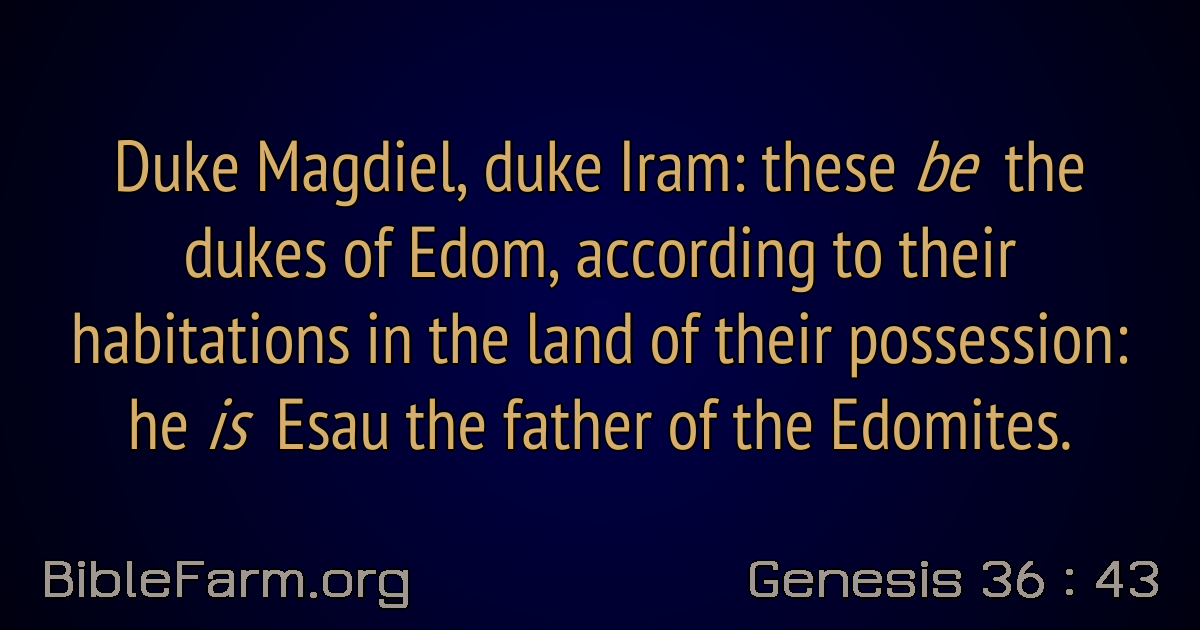 Duke Magdiel, duke Iram: these be the
dukes of Edom, according to their
habitations in the land of their possession:
he is Esau the father of the Edomites.
BibleFarm.org
Genesis 36 : 43